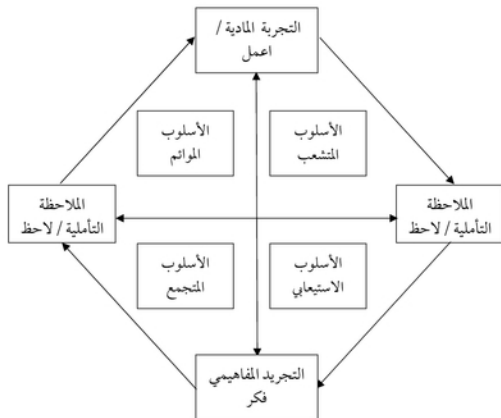 التجربة المادية /
اعمل
الأسلوب
المتشعب
الأسلوب
الموائم
الملاحظة
التأملية / لاحظ
الملاحظة
التأملية / لاحظ
الأسلوب
الاستيعابي
الأسلوب
المتجمع
التجريد المفاهيمي
فكر